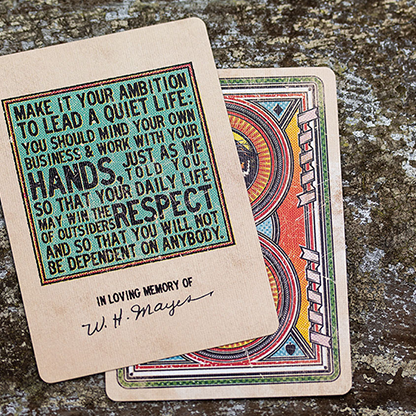 MAKE IT YOUR AMBITION
TO LEAD A QUIET LIFE:
YOU SHOULD MIND YOUR OWN
BUSINESS & WORK WITH YOUR
HANDS, JUST AS WE
TOLD YOU,
SO THAT YOUR DAILY LIFE
MAY WIN THE RESPECT
OF OUTSIDERS
AND SO THAT YOU WILL NOT
BE DEPENDENT ON ANYBODY.
IN LOVING MEMORY OF
W. H. Mayes,